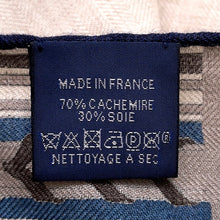 MADE IN FRANCE
70% CACHEMIRE
30% SOIE
NETTOYAGE A SEC